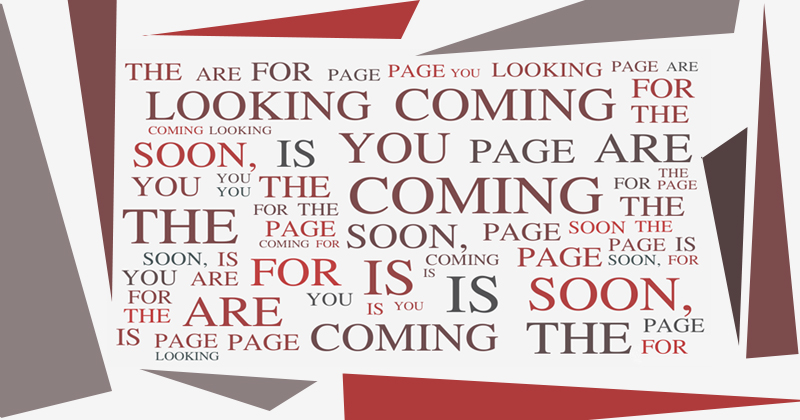 THE ARE FOR PAGE PAGE YOU LOOKING PAGE ARE
LOOKING COMING FOR
THE
COMING LOOKING
SOON, IS YOU PAGE ARE
YOU YOU THE COMING FOR THE
YOU PAGE
THE FOR THE THE
PAGE SOON, PAGE SOON THE
COMING FOR PAGE IS
SOON, IS COMING PAGE SOON, FOR
YOU ARE FOR IS IS IS SOON,
FOR ARE YOU IS YOU
THE
IS PAGE PAGE COMING THE PAGE
LOOKING FOR